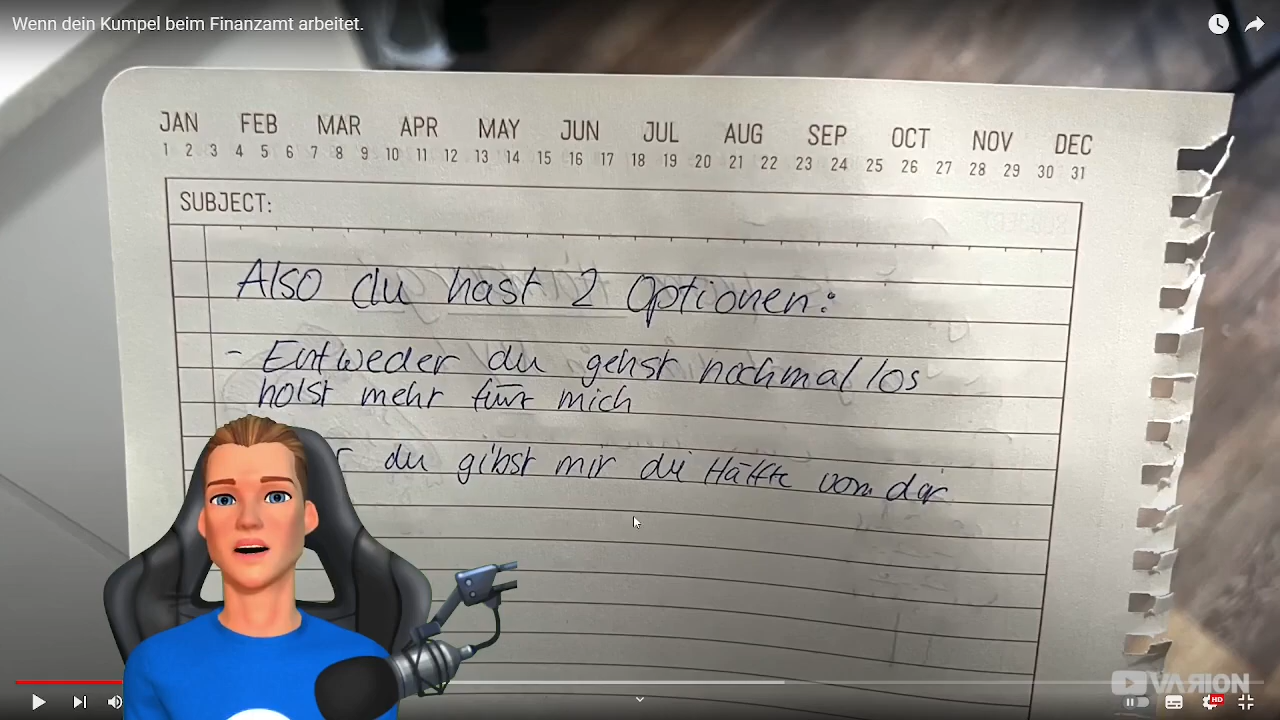 Wenn dein Kumpel beim Finanzamt arbeitet.
JAN FEB MAR APR MAY JUN JUL AUG SEP OCT NOV DEC
1 2 3 4 5 6 7 8 9 10 11 12 13 14 15 16 17 18 19 20 21 22 23 24 25 26 27 28 29 30 31
SUBJECT:
Also du hast 2 Optionen:
- Entweder du gehst nochmal los
holst mehr für mich
du gibst mir die Hälfte von dir
VARION
HD